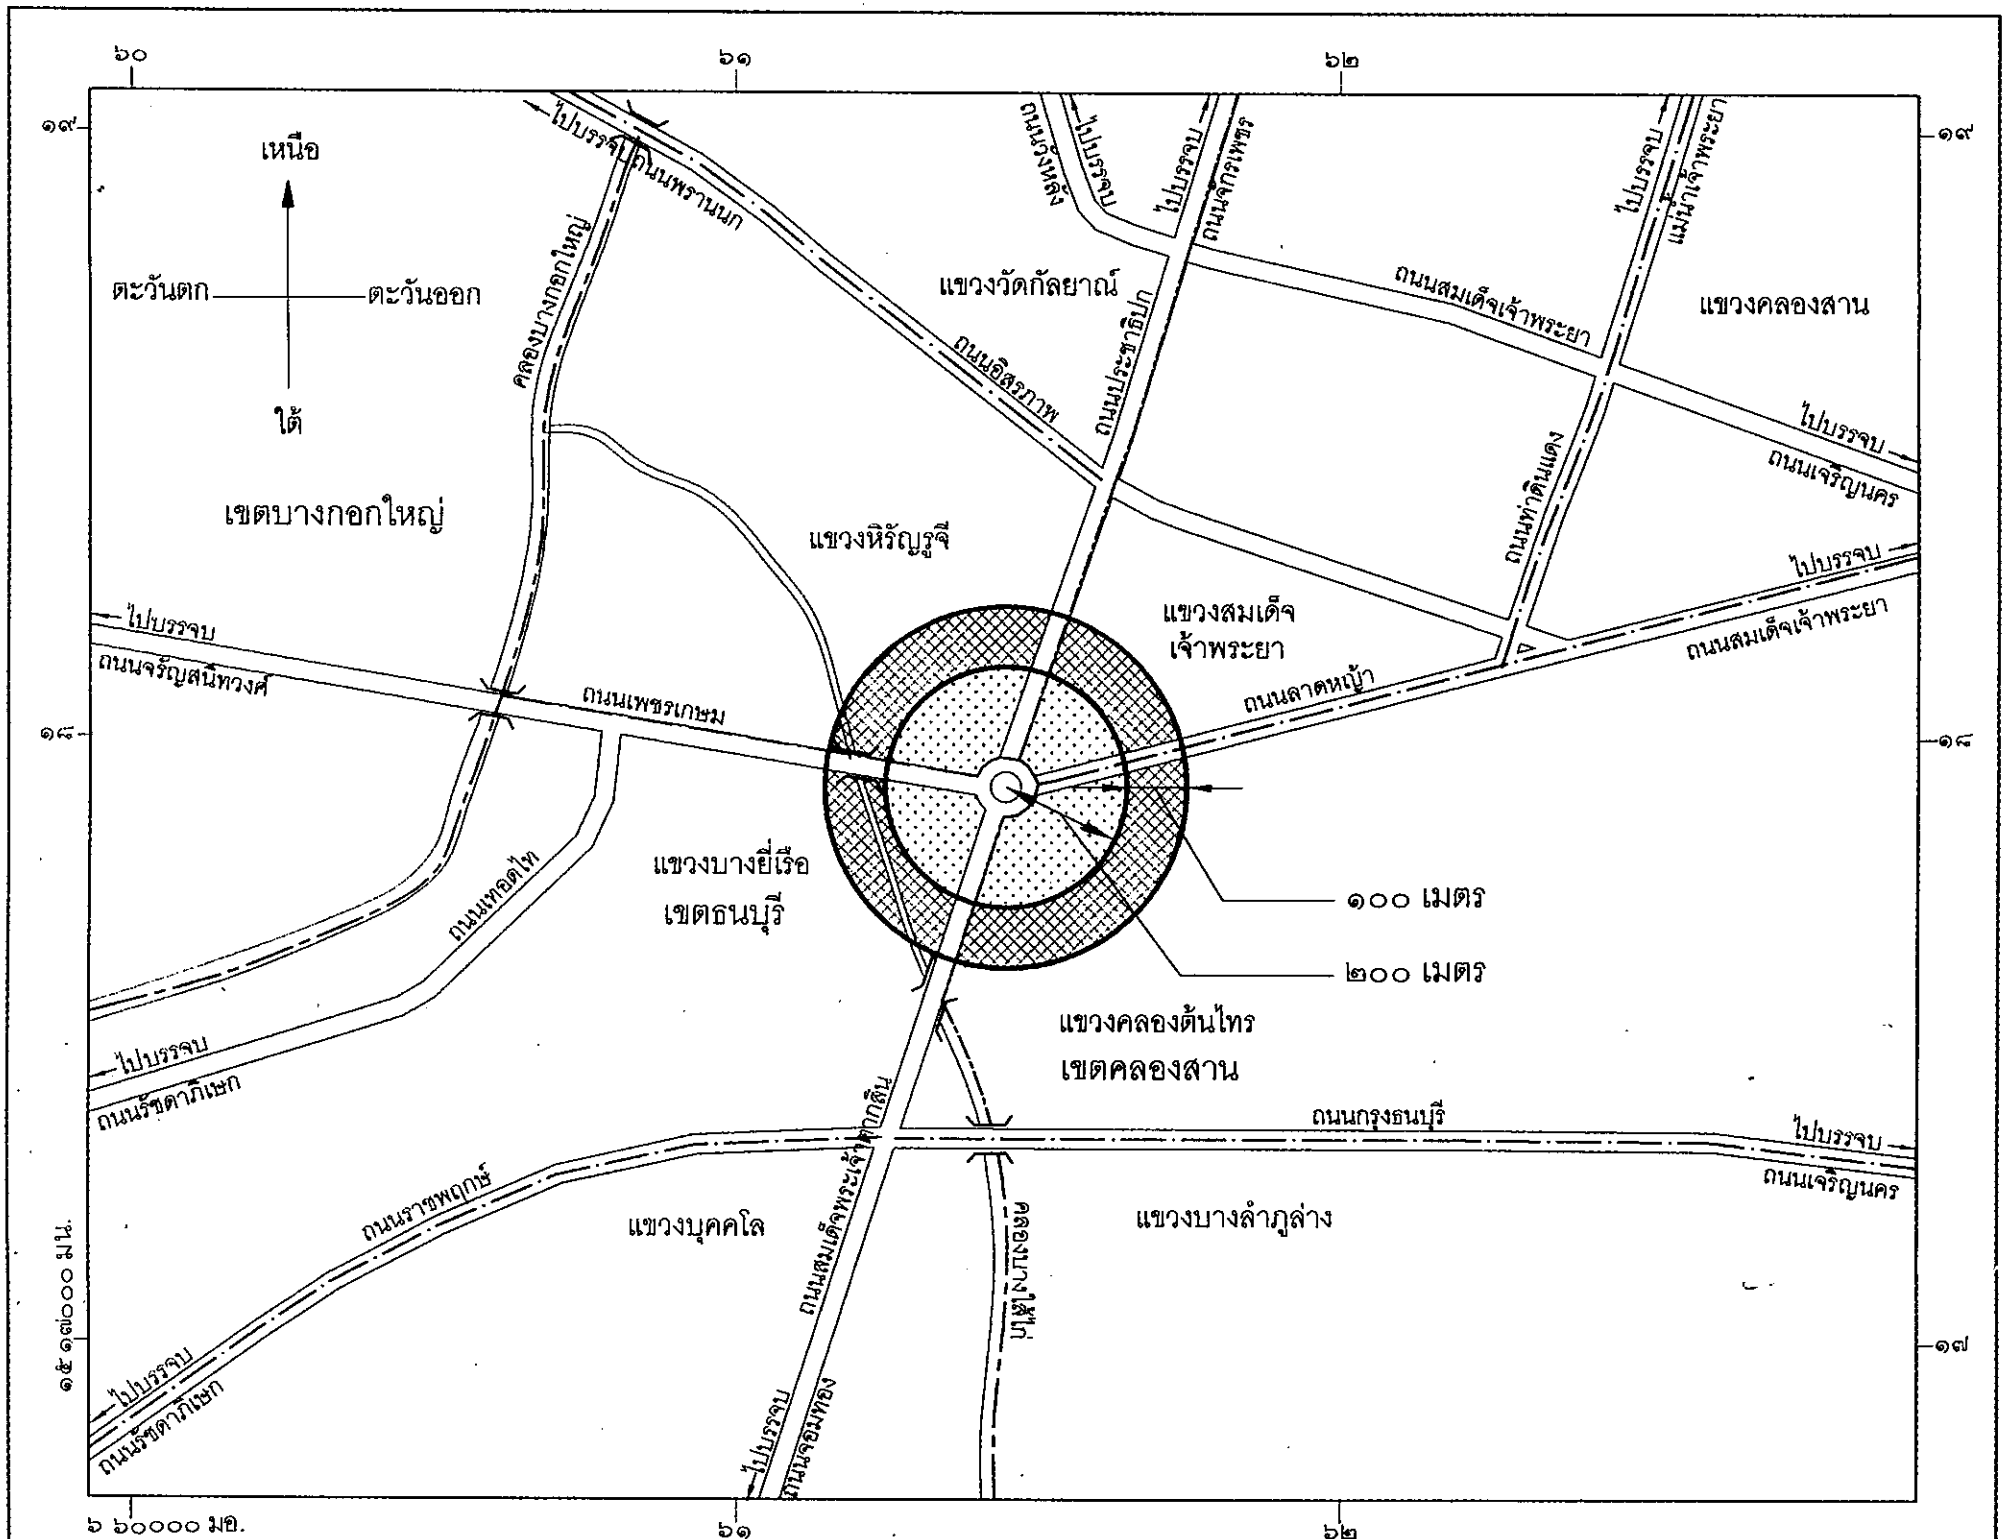 ๖๐
๖๑
๖๒
๑๙
๑๙
เหนือ
ตะวันตก
ตะวันออก
ใต้
ไปบรรจบถนนพรานนก
ถนนวังหลัง
ไปบรรจบ
ไปบรรจบ
ถนนจักรเพชร
ไปบรรจบ
แม่น้ำเจ้าพระยา
คลองบางกอกใหญ่
แขวงวัดกัลยาณ์
ถนนสมเด็จเจ้าพระยา
แขวงคลองสาน
ถนนอิสรภาพ
ถนนประชาธิปก
ไปบรรจบ
ถนนเจริญนคร
ถนนท่าดินแดง
เขตบางกอกใหญ่
แขวงหิรัญรูจี
ไปบรรจบ
ถนนสมเด็จเจ้าพระยา
แขวงสมเด็จ
เจ้าพระยา
ไปบรรจบ
ถนนจรัญสนิทวงศ์
ถนนเพชรเกษม
ถนนลาดหญ้า
๑๘
๑๘
แขวงบางยี่เรือ
เขตธนบุรี
ถนนเทอดไท
๑๐๐ เมตร
๒๐๐ เมตร
แขวงคลองต้นไทร
เขตคลองสาน
ไปบรรจบ
ถนนรัชดาภิเษก
ถนนกรุงธนบุรี
ไปบรรจบ
ถนนเจริญนคร
ถนนราชพฤกษ์
ถนนสมเด็จพระเจ้าตากสิน
แขวงบุคคโล
แขวงบางลำภูล่าง
คลองบางไส้ไก่
๑๕ ๑๗๐๐๐ มน.
๑๗
ไปบรรจบ
ถนนรัชดาภิเษก
ไปบรรจบ
ถนนจอมทอง
๖ ๖๐๐๐๐ มอ.
๖๑
๖๒